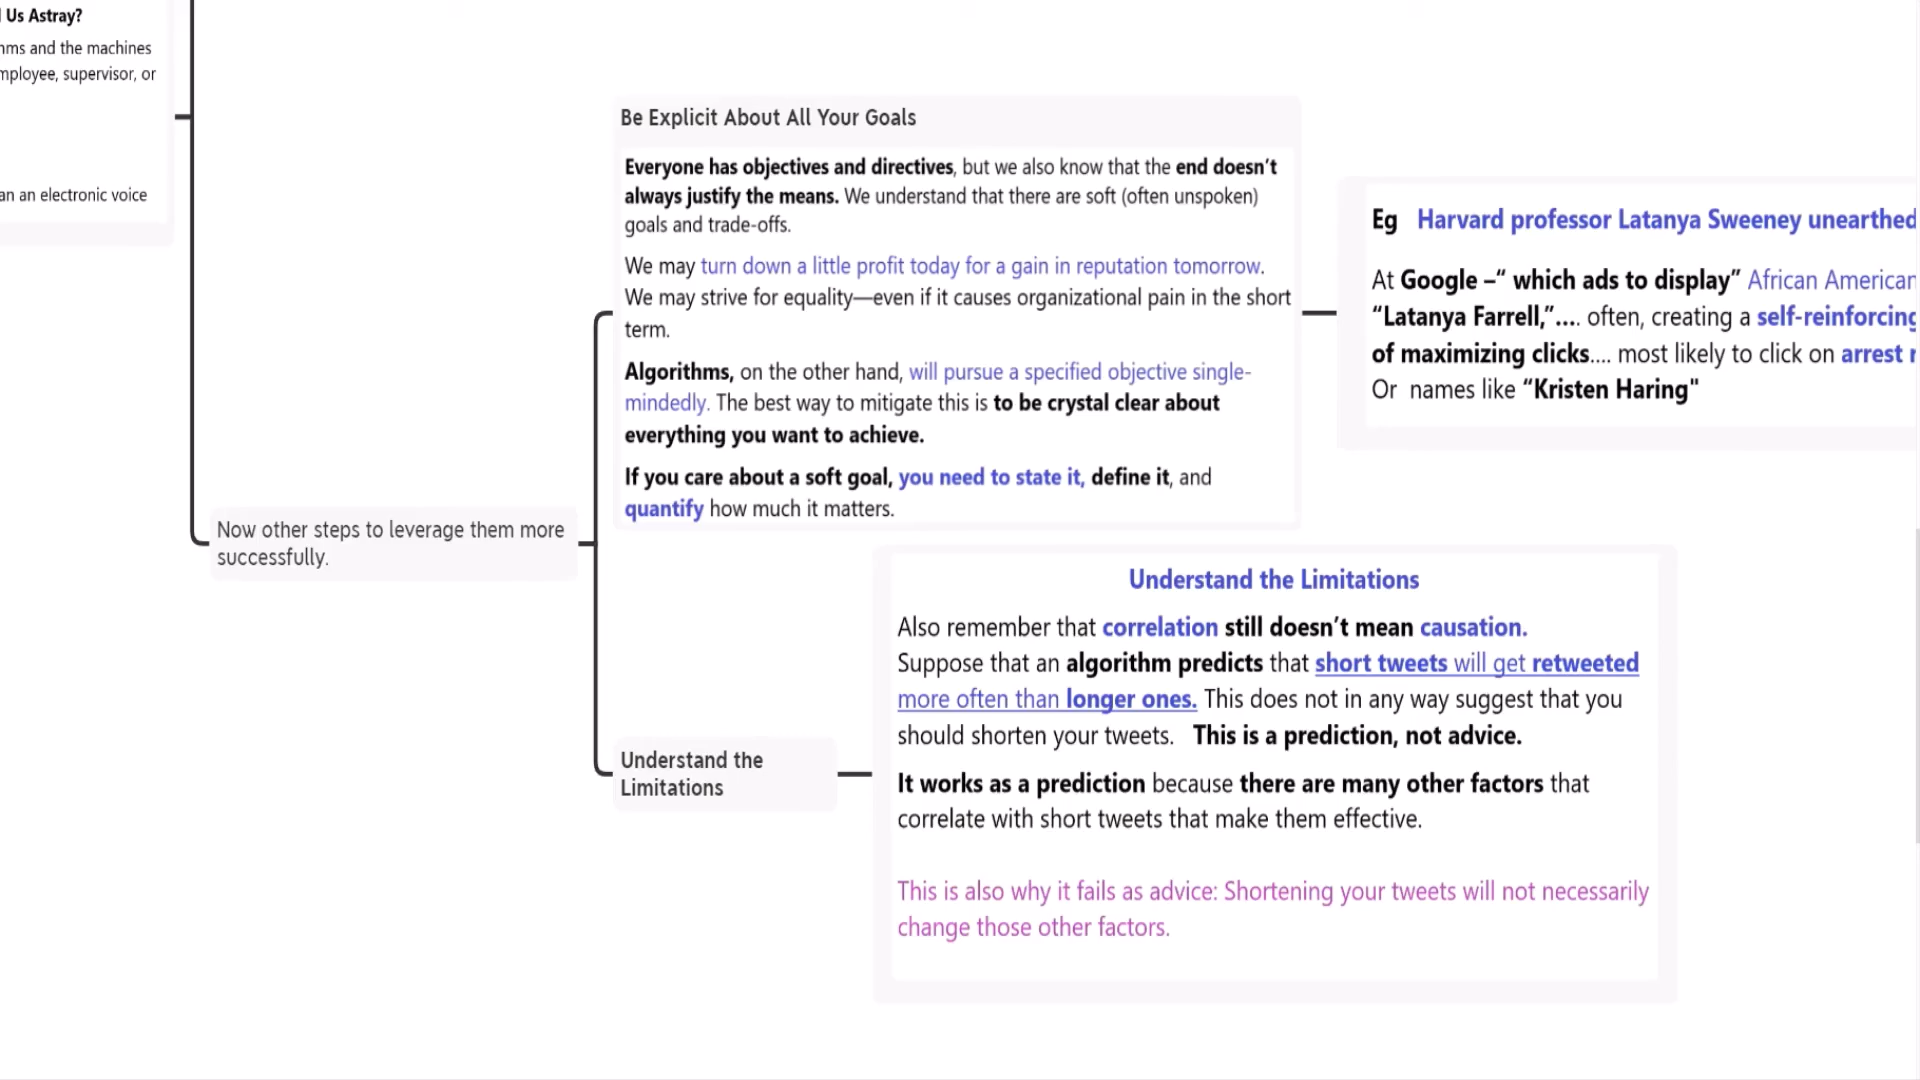 Us Astray?
and the machines
supervisor, or
an electronic voice
Be Explicit About All Your Goals
Everyone has objectives and directives, but we also know that the end doesn't
always justify the means. We understand that there are soft (often unspoken)
goals and trade-offs.
We may turn down a little profit today for a gain in reputation tomorrow.
We may strive for equality—even if it causes organizational pain in the short
term.
Algorithms, on the other hand, will pursue a specified objective single-
mindedly. The best way to mitigate this is to be crystal clear about
everything you want to achieve.
If you care about a soft goal, you need to state it, define it, and
quantify how much it matters.
Eg Harvard professor Latanya Sweeney unearthed
At Google –“ which ads to display” African American
“Latanya Farrell,”…. often, creating a self-reinforcing
of maximizing clicks…. most likely to click on arrest
Or names like “Kristen Haring"
Now other steps to leverage them more
successfully.
Understand the
Limitations
Understand the Limitations
Also remember that correlation still doesn't mean causation.
Suppose that an algorithm predicts that short tweets will get retweeted
more often than longer ones. This does not in any way suggest that you
should shorten your tweets. This is a prediction, not advice.
It works as a prediction because there are many other factors that
correlate with short tweets that make them effective.
This is also why it fails as advice: Shortening your tweets will not necessarily
change those other factors.